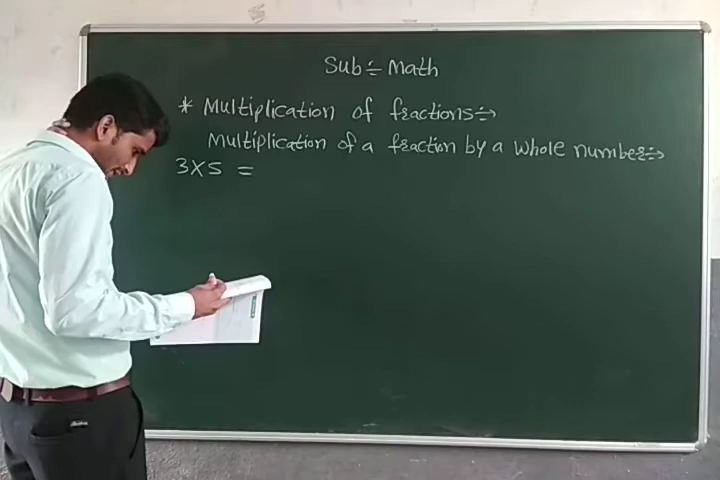 Sub÷ Math
* Multiplication of fractions÷→
Multiplication of a fraction by a whole number÷→
3×5 =